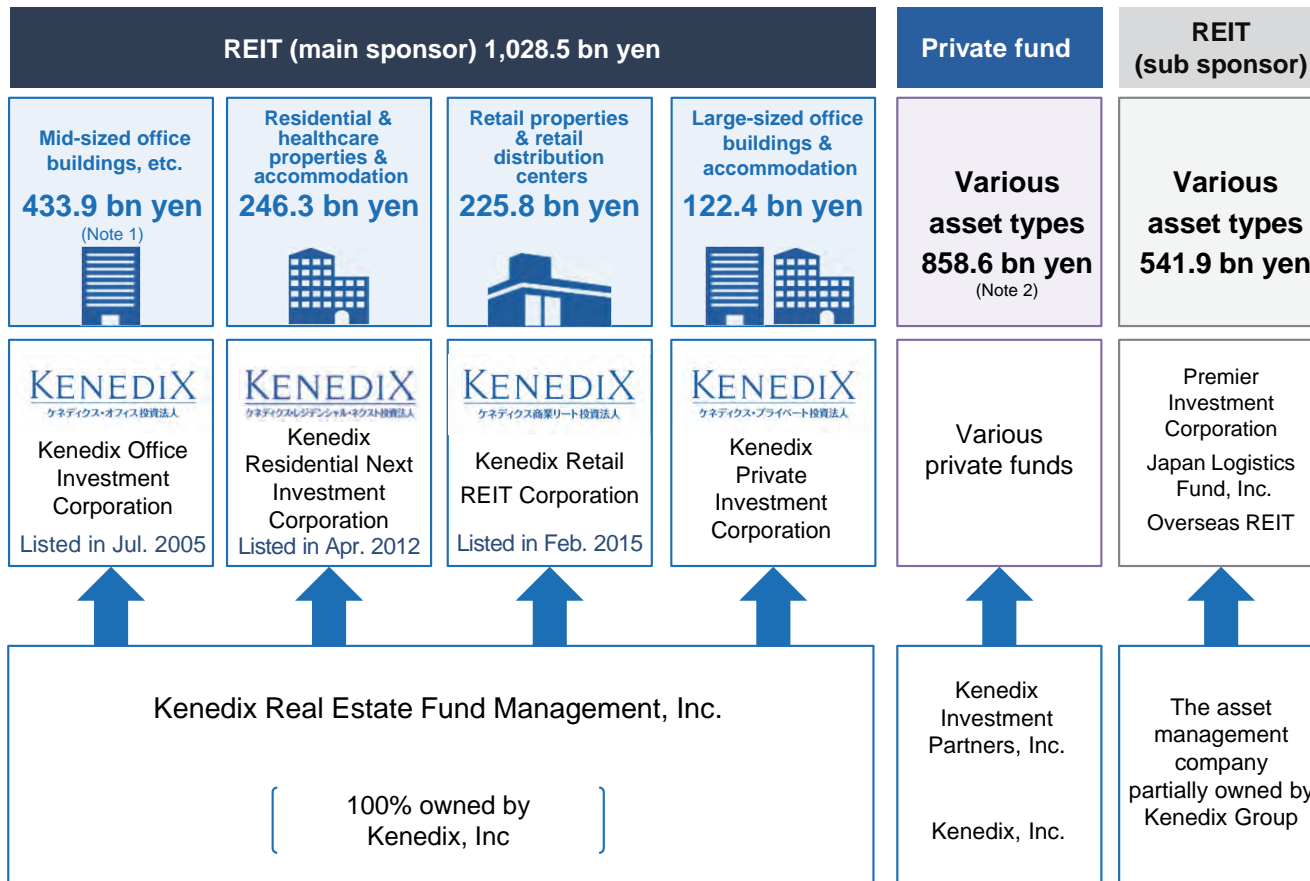 REIT (main sponsor) 1,028.5 bn yen
Private fund
REIT
(sub sponsor)
Mid-sized office
buildings, etc.
433.9 bn yen
(Note 1)
Residential &
healthcare
properties &
accommodation
246.3 bn yen
Retail properties
& retail
distribution
centers
225.8 bn yen
Large-sized office
buildings &
accommodation
122.4 bn yen
Various
asset types
858.6 bn yen
(Note 2)
Various
asset types
541.9 bn yen
KENEDIX
ケネディクス・オフィス投資法人
Kenedix Office
Investment
Corporation
Listed in Jul. 2005
KENEDIX
ケネディクス・レジデンシャル・ネクスト投資法人
Kenedix
Residential Next
Investment
Corporation
Listed in Apr. 2012
KENEDIX
ケネディクス商業リート投資法人
Kenedix Retail
REIT Corporation
Listed in Feb. 2015
KENEDIX
ケネディクス・プライベート投資法人
Kenedix
Private
Investment
Corporation
Various
private funds
Premier
Investment
Corporation
Japan Logistics
Fund, Inc.
Overseas REIT
Kenedix Real Estate Fund Management, Inc.
100% owned by
Kenedix, Inc
Kenedix
Investment
Partners, Inc.
Kenedix, Inc.
The asset
management
company
partially owned by
Kenedix Group